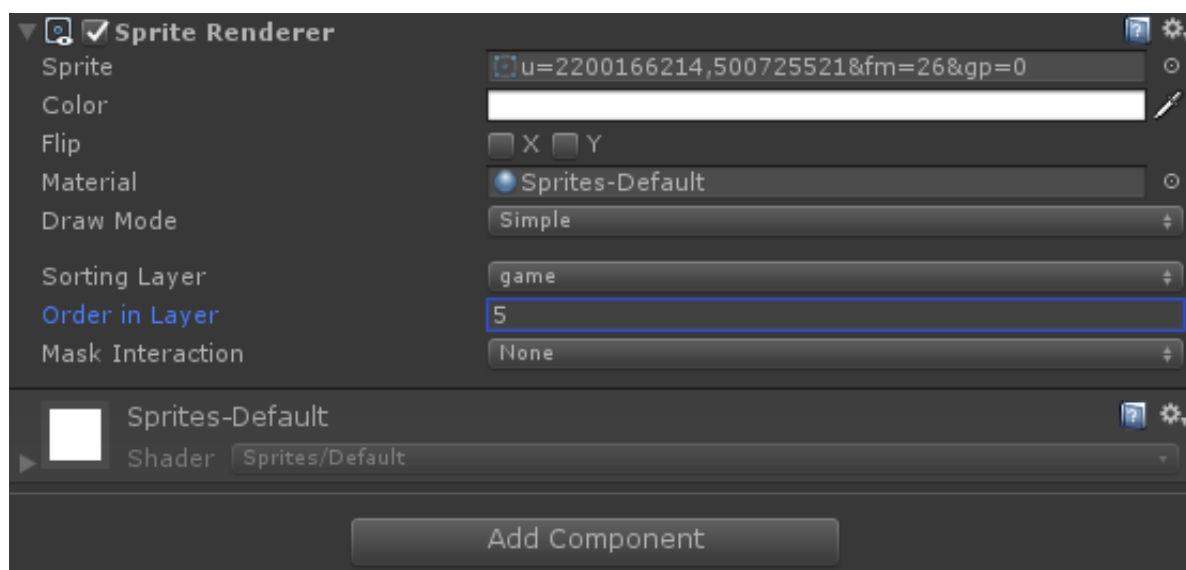 Sprite Renderer
Sprite u=2200166214,500725521&fm=26&gp=0
Color
Flip X Y
Material Sprites-Default
Draw Mode Simple
Sorting Layer game
Order in Layer 5
Mask Interaction None
Sprites-Default
Shader Sprites/Default
Add Component